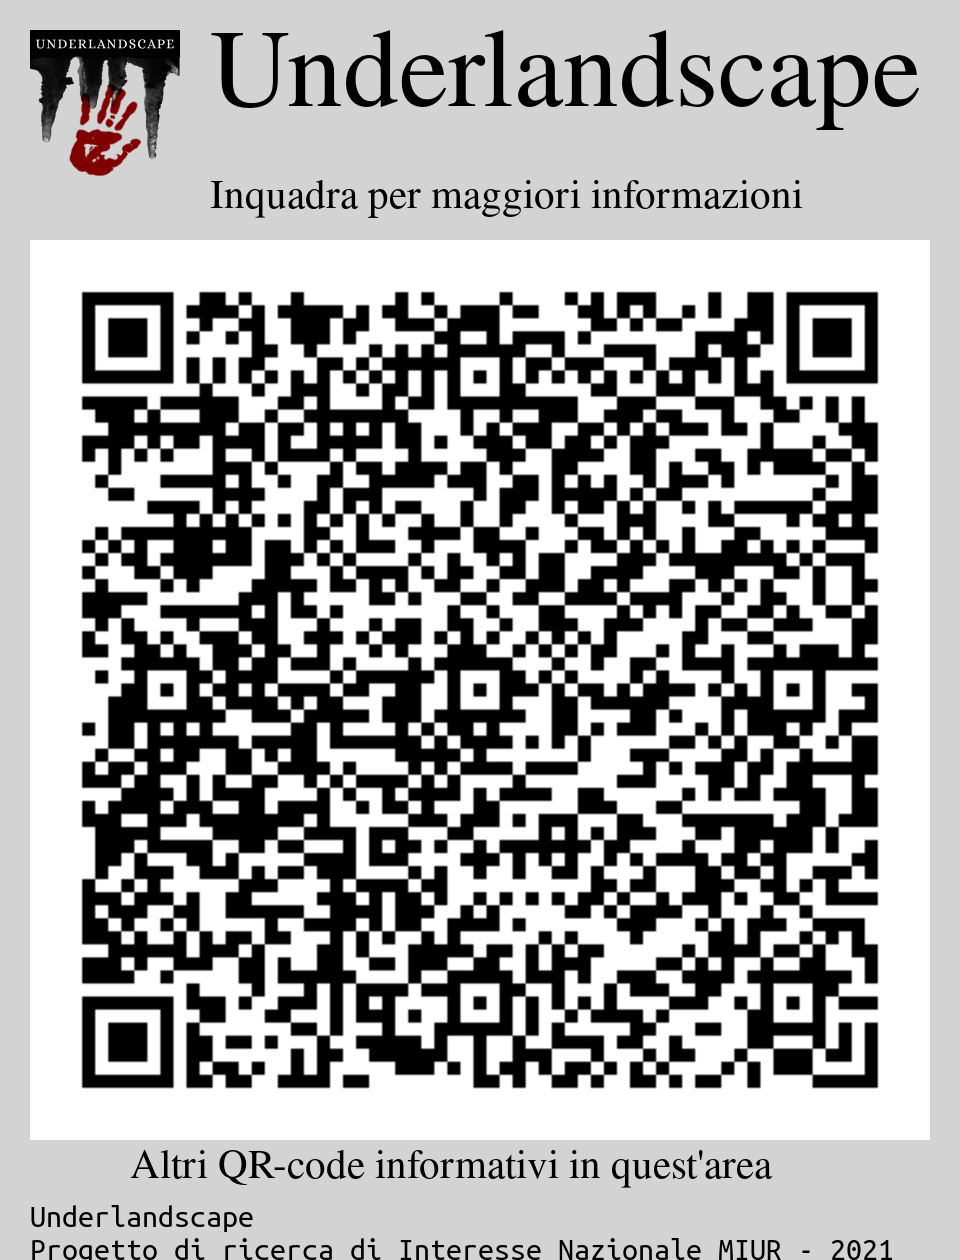 UNDERLANDSCAPE
Underlandscape
Inquadra per maggiori informazioni
Altri QR-code informativi in quest'area
Underlandscape
Progetto di ricerca di Interesse Nazionale MIUR - 2021